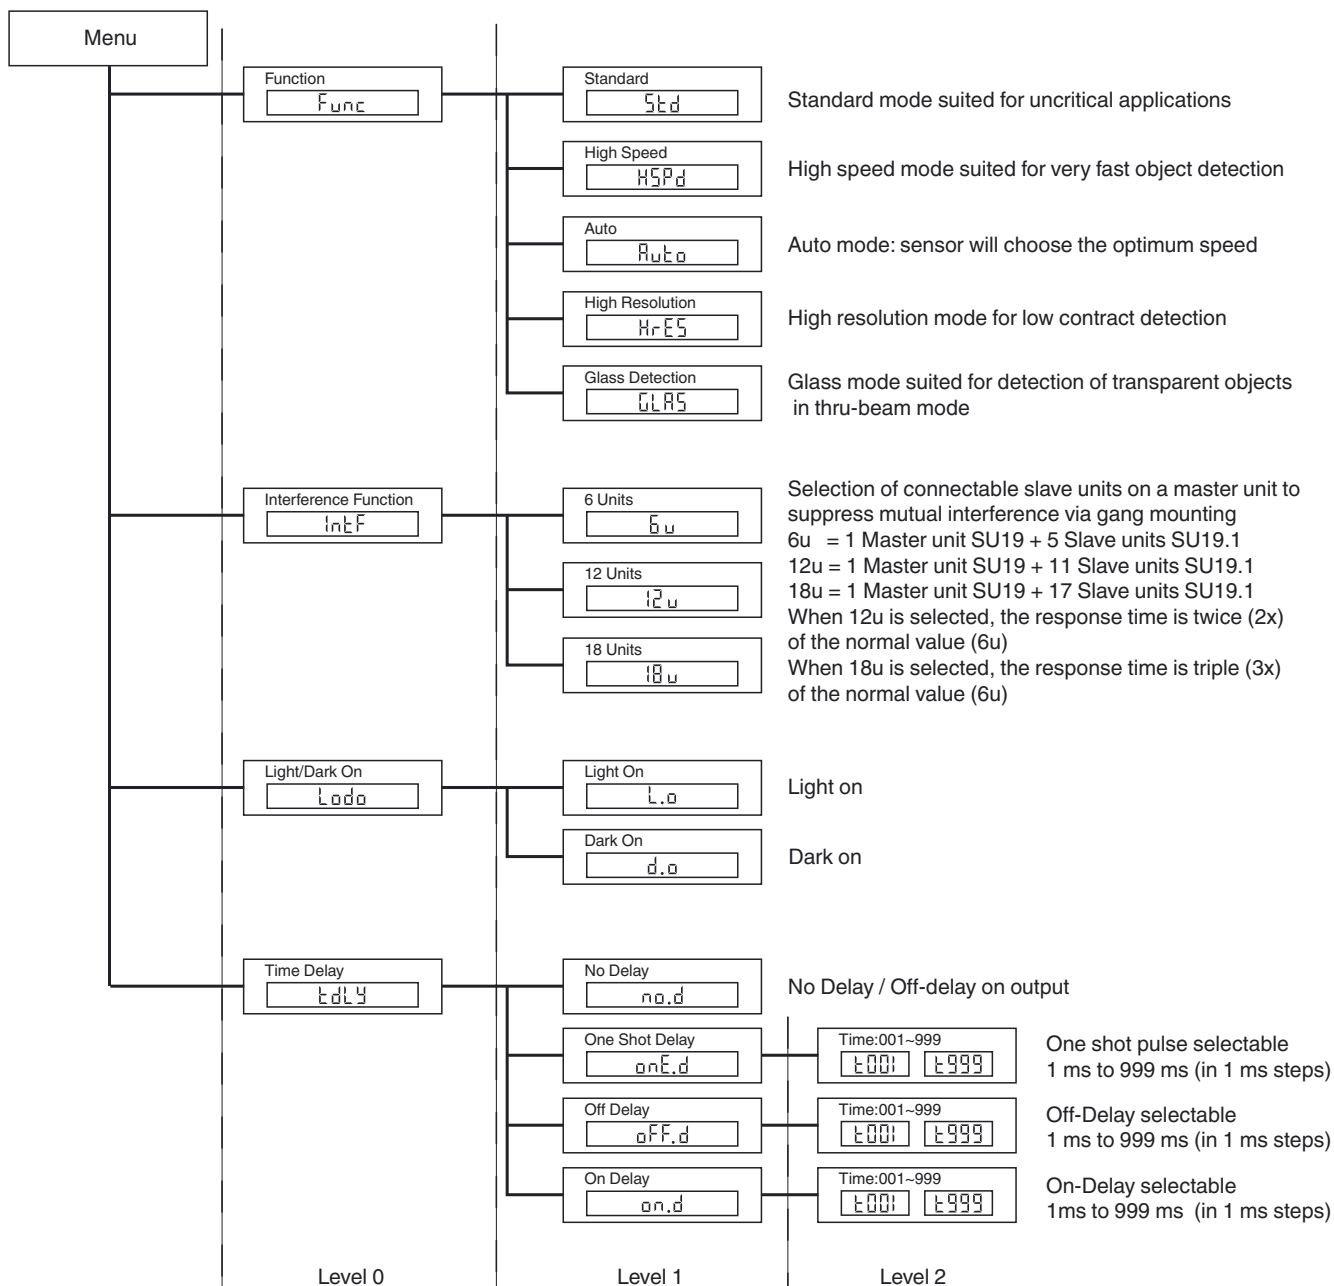 Menu
Function
Func
Standard
Std
Standard mode suited for uncritical applications
High Speed
HSPd
High speed mode suited for very fast object detection
Auto
Auto
Auto mode: sensor will choose the optimum speed
High Resolution
HrES
High resolution mode for low contract detection
Glass Detection
GLAS
Glass mode suited for detection of transparent objects
in thru-beam mode
Interference Function
IntF
6 Units
6u
12 Units
12u
18 Units
18u
Selection of connectable slave units on a master unit to
suppress mutual interference via gang mounting
6u = 1 Master unit SU19 + 5 Slave units SU19.1
12u = 1 Master unit SU19 + 11 Slave units SU19.1
18u = 1 Master unit SU19 + 17 Slave units SU19.1
When 12u is selected, the response time is twice (2x)
of the normal value (6u)
When 18u is selected, the response time is triple (3x)
of the normal value (6u)
Light/Dark On
Lodo
Light On
L.o
Light on
Dark On
d.o
Dark on
Time Delay
tdLY
No Delay
no.d
No Delay / Off-delay on output
One Shot Delay
onE.d
Time:001~999
t001 t999
One shot pulse selectable
1 ms to 999 ms (in 1 ms steps)
Off Delay
oFF.d
Time:001~999
t001 t999
Off-Delay selectable
1 ms to 999 ms (in 1 ms steps)
On Delay
on.d
Time:001~999
t001 t999
On-Delay selectable
1ms to 999 ms (in 1 ms steps)
Level 0
Level 1
Level 2